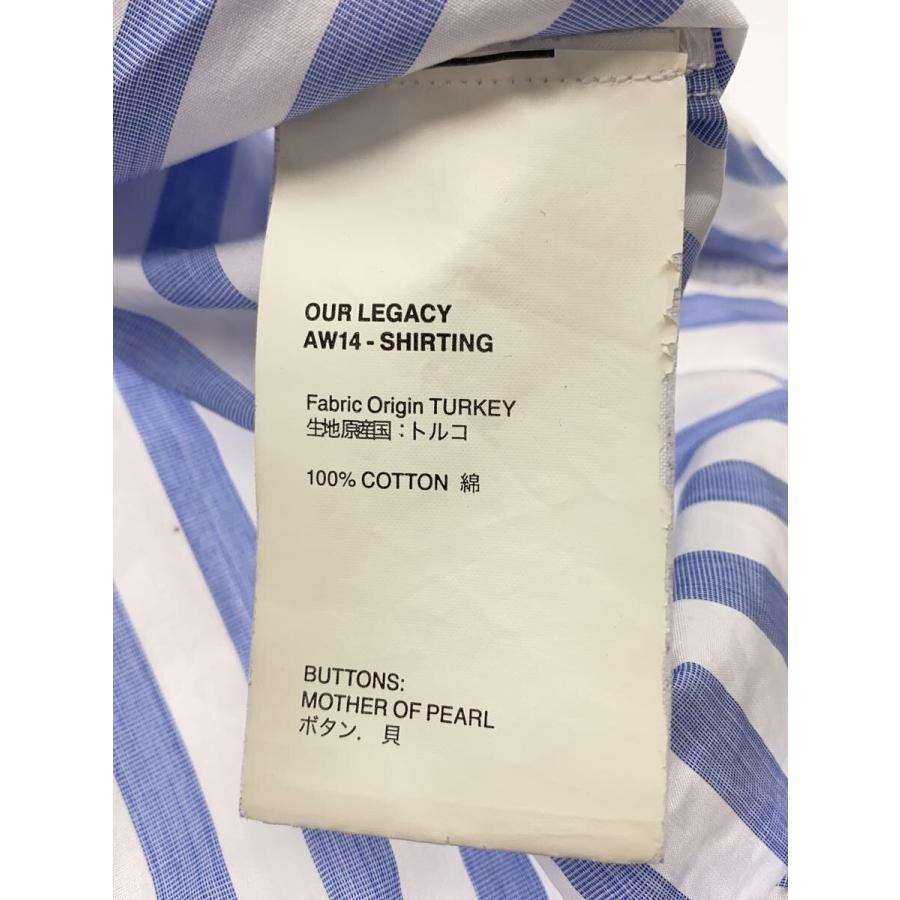 OUR LEGACY
AW14 - SHIRTING
Fabric Origin TURKEY
生地原産国：トルコ
100% COTTON 綿
BUTTONS:
MOTHER OF PEARL
ボタン. 貝